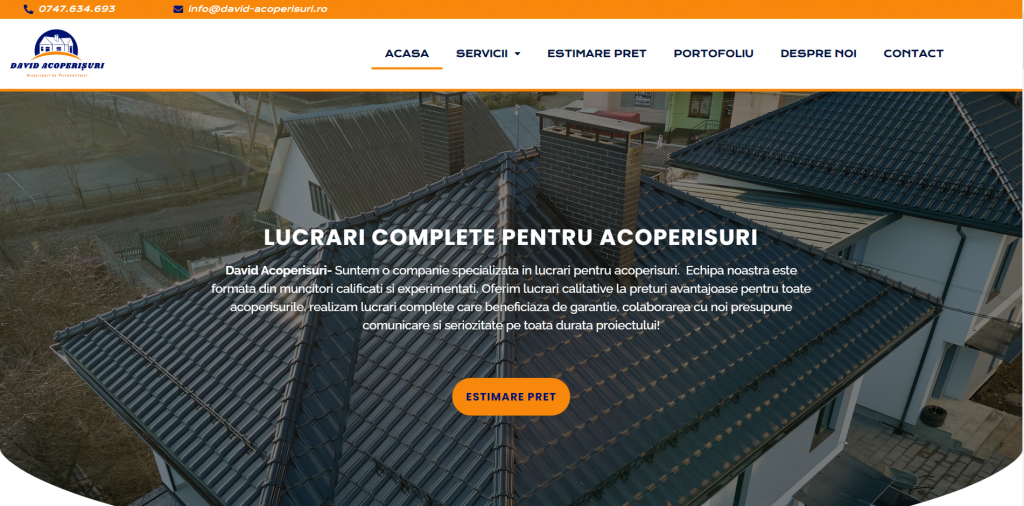 0747.634.693
info@david-acoperisuri.ro
DAVID ACOPERIȘURI
ACASA
SERVICII
ESTIMARE PRET
PORTOFOLIU
DESPRE NOI
CONTACT
LUCRARI COMPLETE PENTRU ACOPERISURI
David Acoperisuri- Suntem o companie specializata in lucrari pentru acoperisuri. Echipa noastra este
formata din muncitori calificati si experimentati. Oferim lucrari calitative la preturi avantajoase pentru toate
acoperisurile, realizam lucrari complete care beneficiaza de garantie, colaborarea cu noi presupune
comunicare si seriozitate pe toata durata proiectului!
ESTIMARE PRET